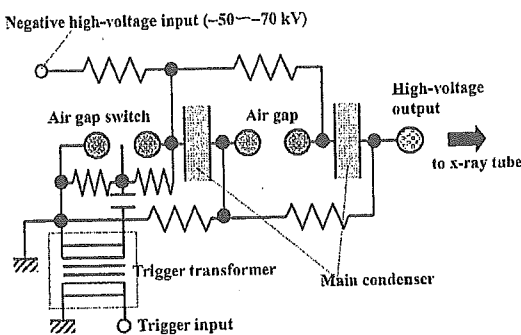 Negative high-voltage input (−50～−70 kV)
High-voltage
output
Air gap switch
Air gap
to x-ray tube
Trigger transformer
Main condenser
Trigger input